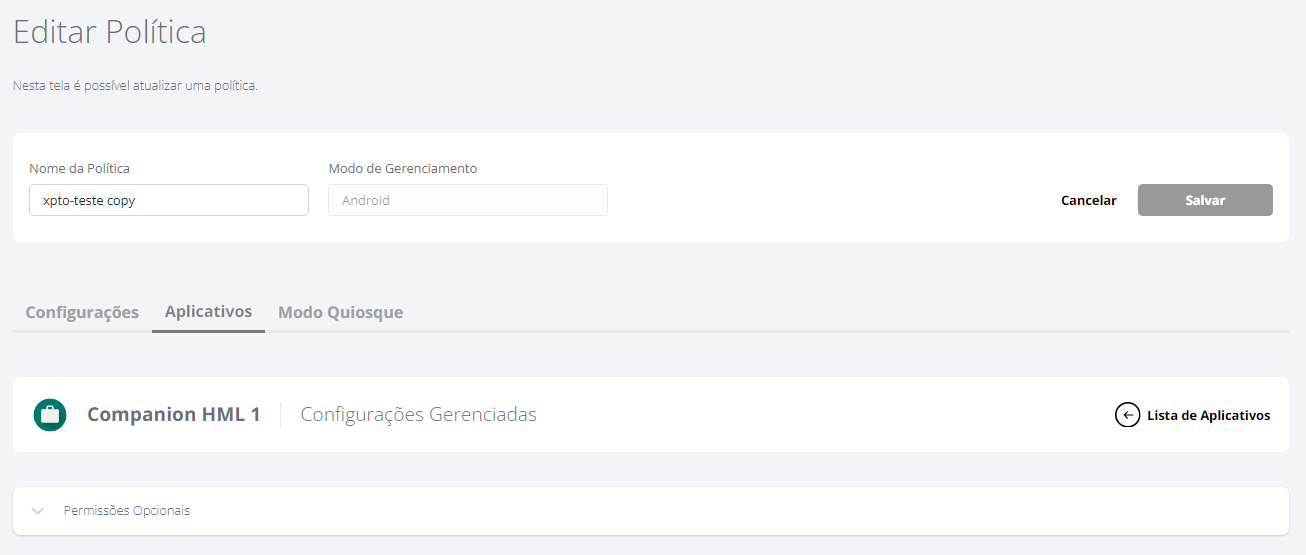 Editar Política
Nesta tela é possível atualizar uma política.
Nome da Política Modo de Gerenciamento
xpto-teste copy Android Cancelar Salvar
Configurações Aplicativos Modo Quiosque
Companion HML 1 Configurações Gerenciadas Lista de Aplicativos
Permissões Opcionais